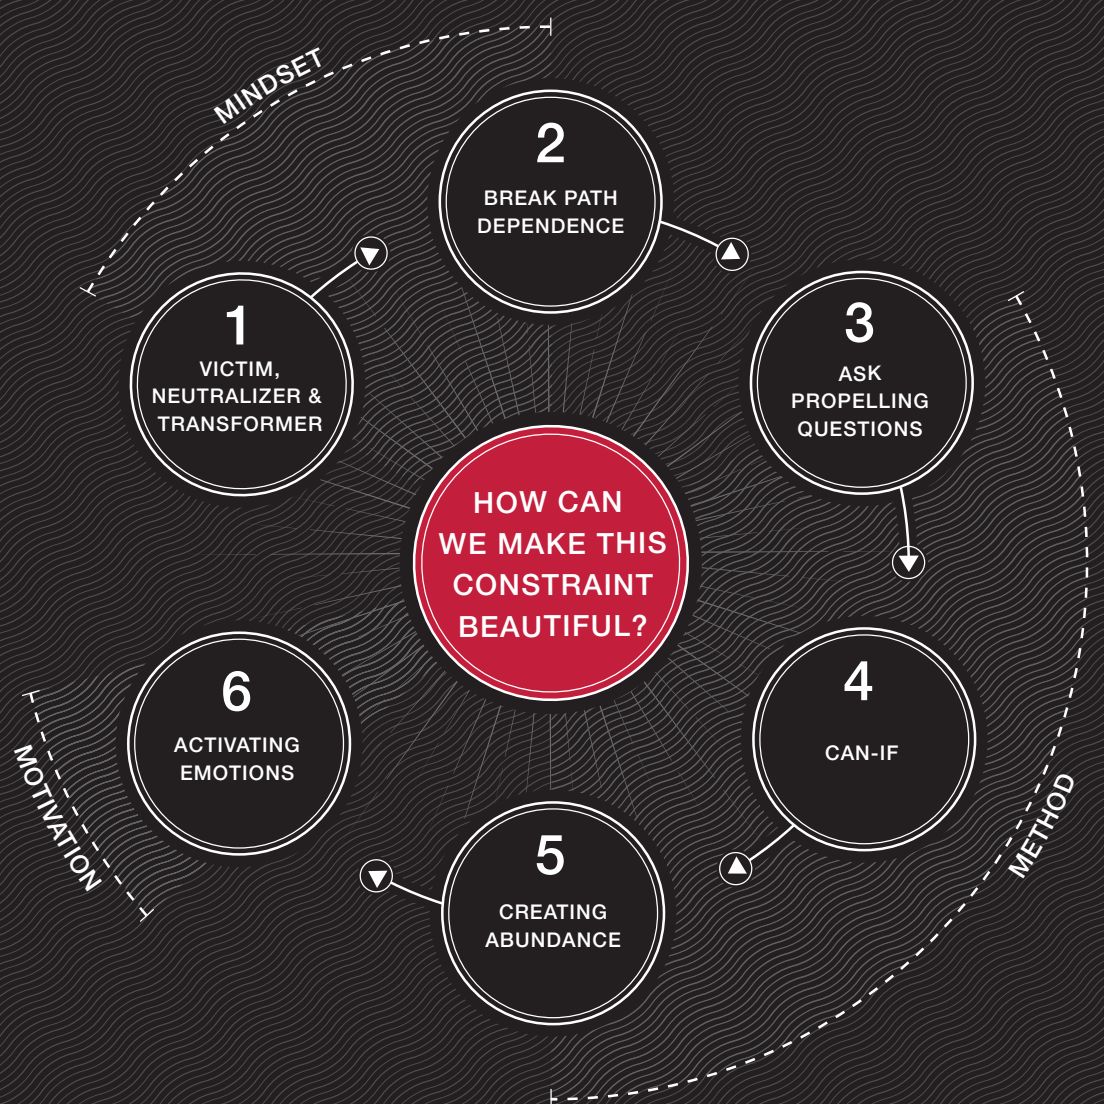 MINDSET
2
BREAK PATH
DEPENDENCE
1
VICTIM,
NEUTRALIZER &
TRANSFORMER
3
ASK
PROPELLING
QUESTIONS
HOW CAN
WE MAKE THIS
CONSTRAINT
BEAUTIFUL?
6
ACTIVATING
EMOTIONS
4
CAN-IF
MOTIVATION
METHOD
5
CREATING
ABUNDANCE